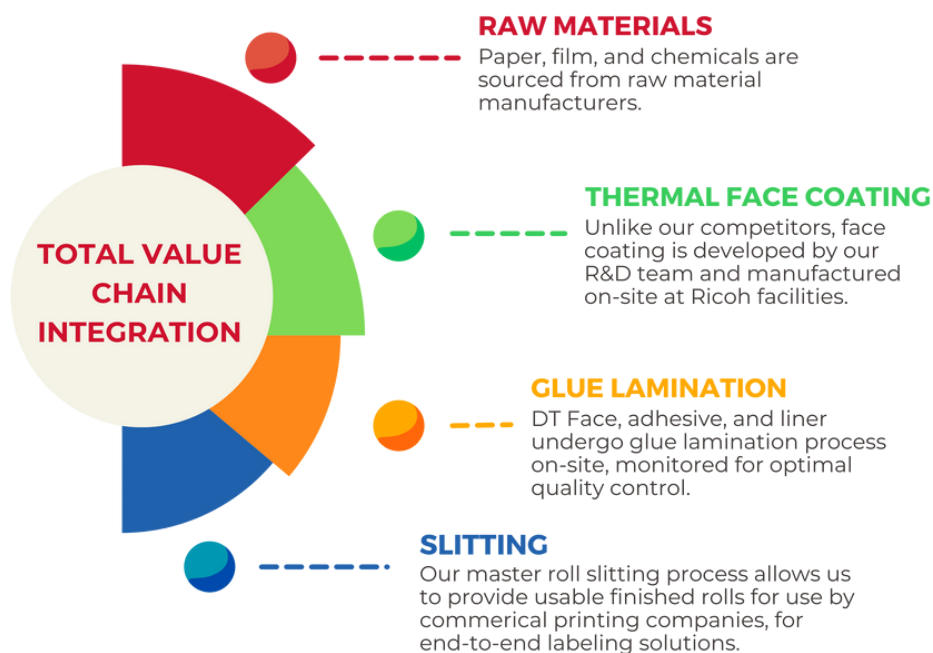 TOTAL VALUE
CHAIN
INTEGRATION
RAW MATERIALS
Paper, film, and chemicals are
sourced from raw material
manufacturers.
THERMAL FACE COATING
Unlike our competitors, face
coating is developed by our
R&D team and manufactured
on-site at Ricoh facilities.
GLUE LAMINATION
DT Face, adhesive, and liner
undergo glue lamination process
on-site, monitored for optimal
quality control.
SLITTING
Our master roll slitting process allows us
to provide usable finished rolls for use by
commerical printing companies, for
end-to-end labeling solutions.